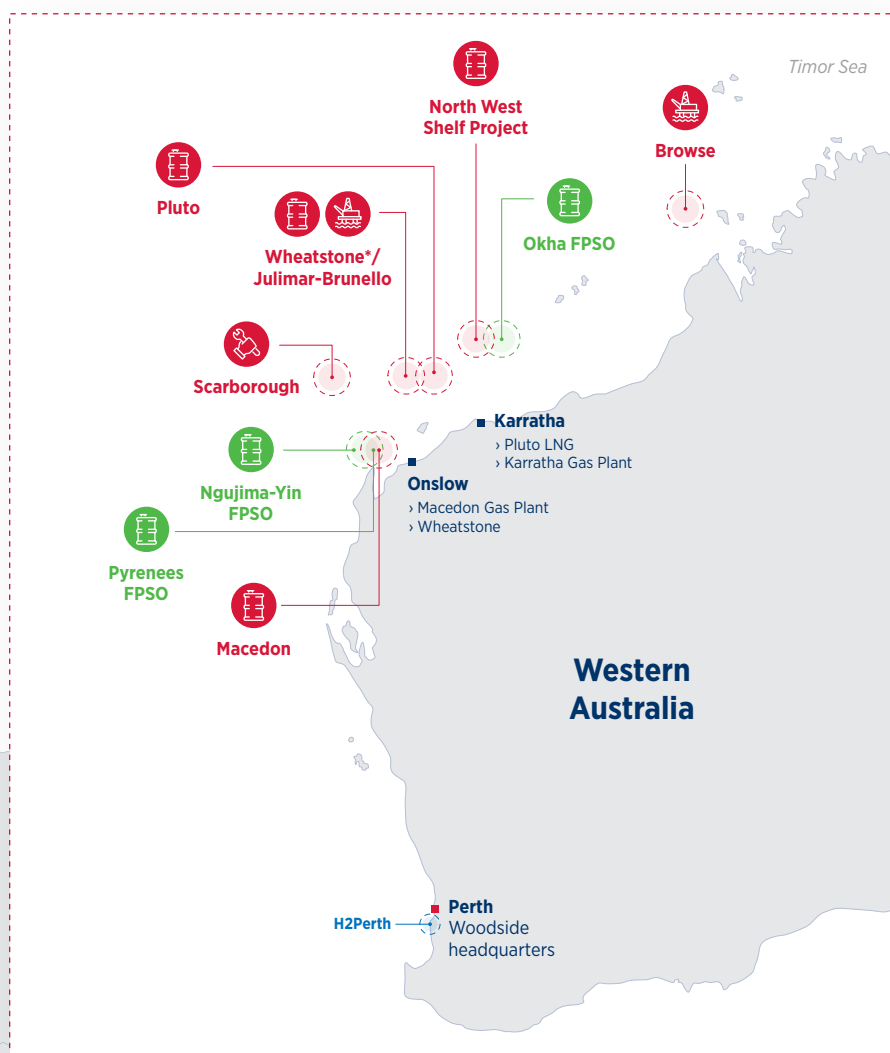 Timor Sea
North West
Shelf Project
Browse
Pluto
Wheatstone*/
Julimar-Brunello
Okha FPSO
Scarborough
Karratha
› Pluto LNG
› Karratha Gas Plant
Ngujima-Yin
FPSO
Onslow
› Macedon Gas Plant
› Wheatstone
Pyrenees
FPSO
Macedon
Western
Australia
Perth
Woodside
headquarters
H2Perth